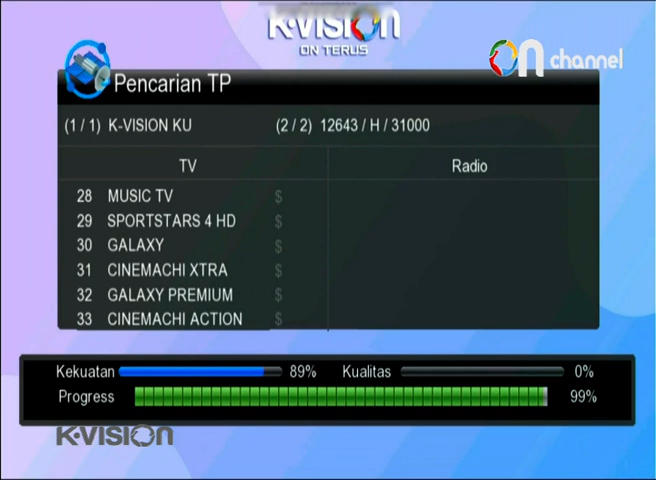 K-VISION
ON TERUS
ON channel
Pencarian TP
(1 / 1) K-VISION KU (2 / 2) 12643 / H / 31000
TV Radio
28 MUSIC TV $
29 SPORTSTARS 4 HD $
30 GALAXY $
31 CINEMACHI XTRA $
32 GALAXY PREMIUM $
33 CINEMACHI ACTION $
Kekuatan 89% Kualitas 0%
Progress 99%
K-VISION